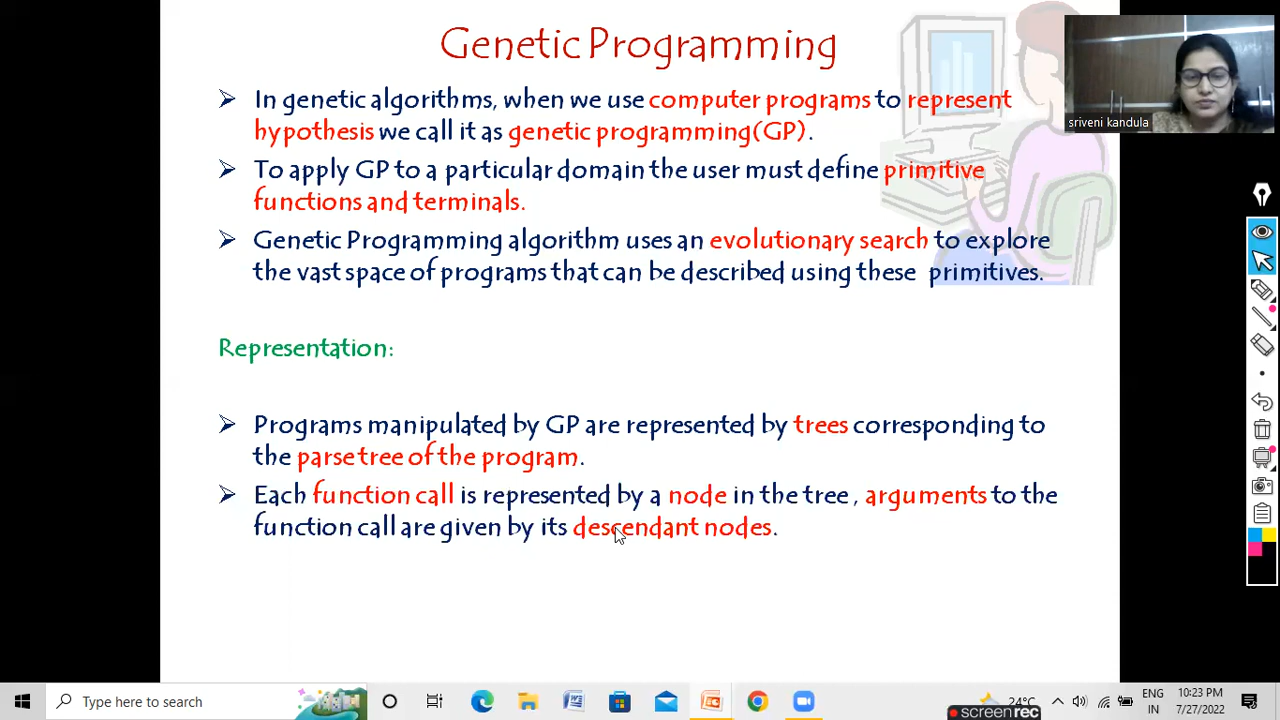 Genetic Programming
sriveni kandula
➢ In genetic algorithms, when we use computer programs to represent
hypothesis we call it as genetic programming(GP).
➢ To apply GP to a particular domain the user must define primitive
functions and terminals.
➢ Genetic Programming algorithm uses an evolutionary search to explore
the vast space of programs that can be described using these primitives.
Representation:
➢ Programs manipulated by GP are represented by trees corresponding to
the parse tree of the program.
➢ Each function call is represented by a node in the tree , arguments to the
function call are given by its descendant nodes.
Type here to search
24°C
ENG
IN
10:23 PM
7/27/2022
screenrec